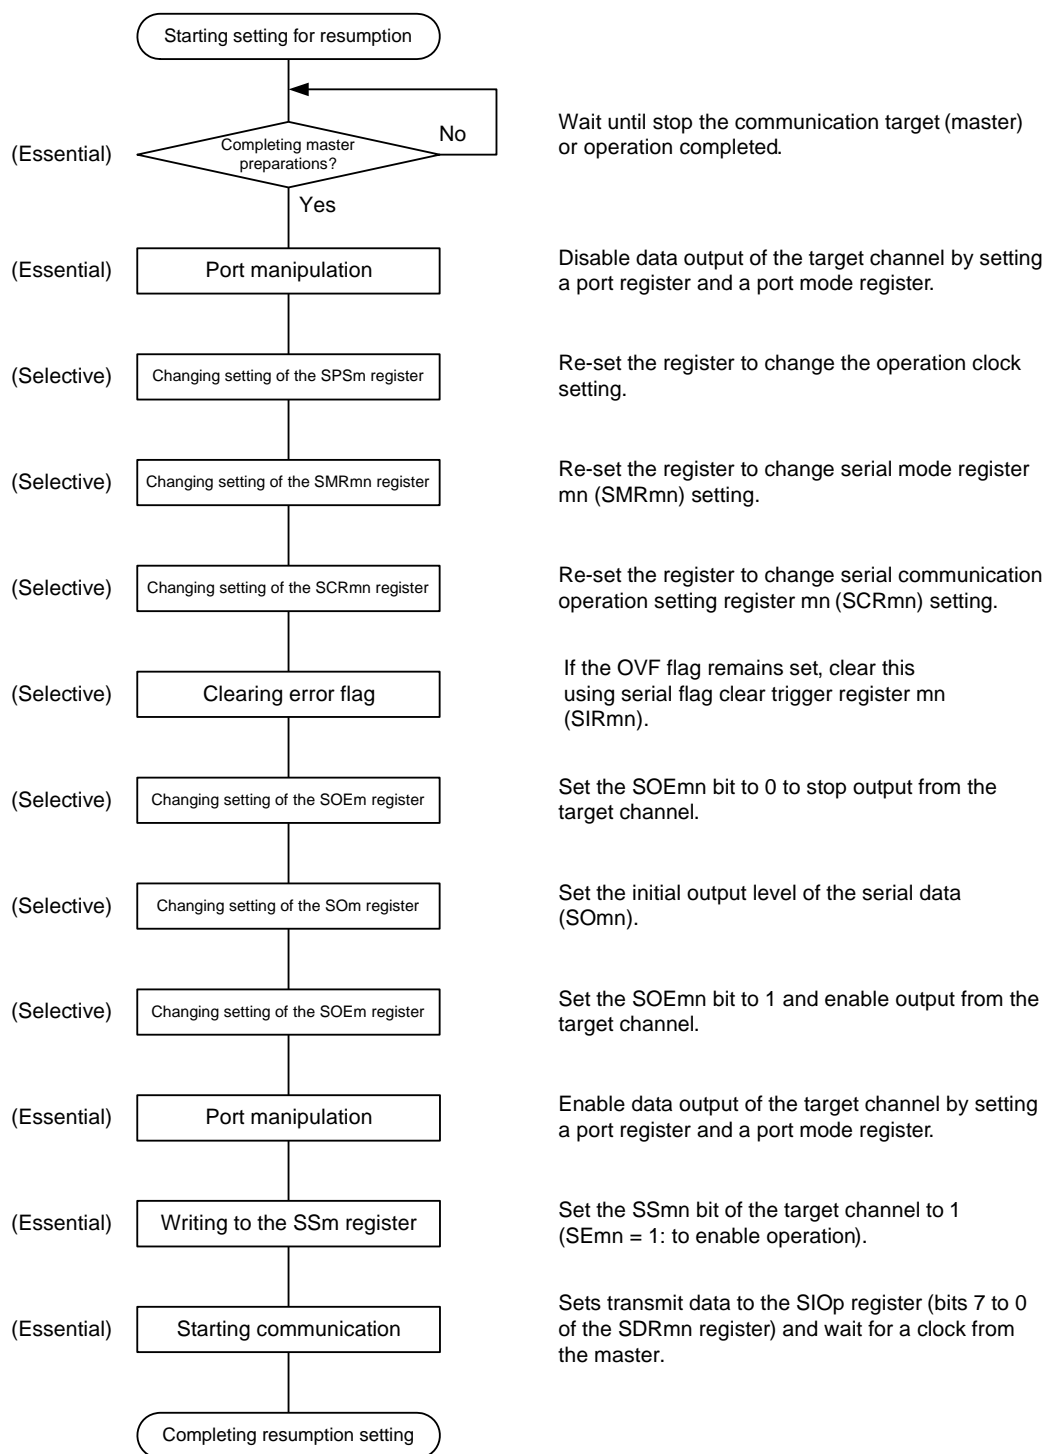 Starting setting for resumption
No
Wait until stop the communication target (master)
or operation completed.
(Essential)
Completing master
preparations?
Yes
(Essential)
Port manipulation
Disable data output of the target channel by setting
a port register and a port mode register.
(Selective)
Changing setting of the SPSm register
Re-set the register to change the operation clock
setting.
(Selective)
Changing setting of the SMRmn register
Re-set the register to change serial mode register
mn (SMRmn) setting.
(Selective)
Changing setting of the SCRmn register
Re-set the register to change serial communication
operation setting register mn (SCRmn) setting.
(Selective)
Clearing error flag
If the OVF flag remains set, clear this
using serial flag clear trigger register mn
(SIRmn).
(Selective)
Changing setting of the SOEm register
Set the SOEmn bit to 0 to stop output from the
target channel.
(Selective)
Changing setting of the SOm register
Set the initial output level of the serial data
(SOmn).
(Selective)
Changing setting of the SOEm register
Set the SOEmn bit to 1 and enable output from the
target channel.
(Essential)
Port manipulation
Enable data output of the target channel by setting
a port register and a port mode register.
(Essential)
Writing to the SSm register
Set the SSmn bit of the target channel to 1
(SEmn = 1: to enable operation).
(Essential)
Starting communication
Sets transmit data to the SIOp register (bits 7 to 0
of the SDRmn register) and wait for a clock from
the master.
Completing resumption setting